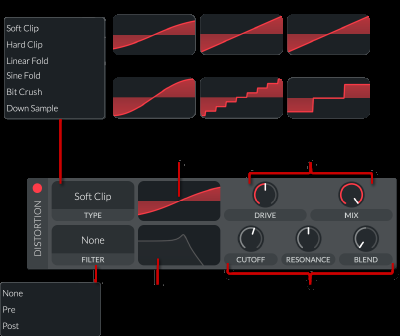 Soft Clip
Hard Clip
Linear Fold
Sine Fold
Bit Crush
Down Sample
DISTORTION
Soft Clip
TYPE
DRIVE
MIX
None
FILTER
CUTOFF
RESONANCE
BLEND
None
Pre
Post